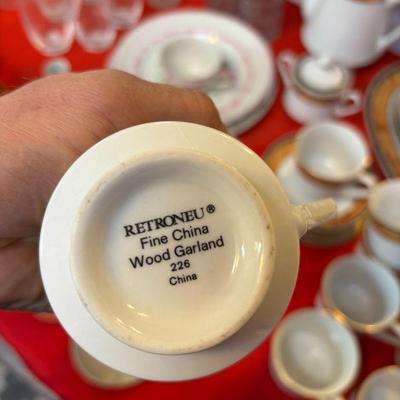 RETRONEU®
Fine China
Wood Garland
226
China